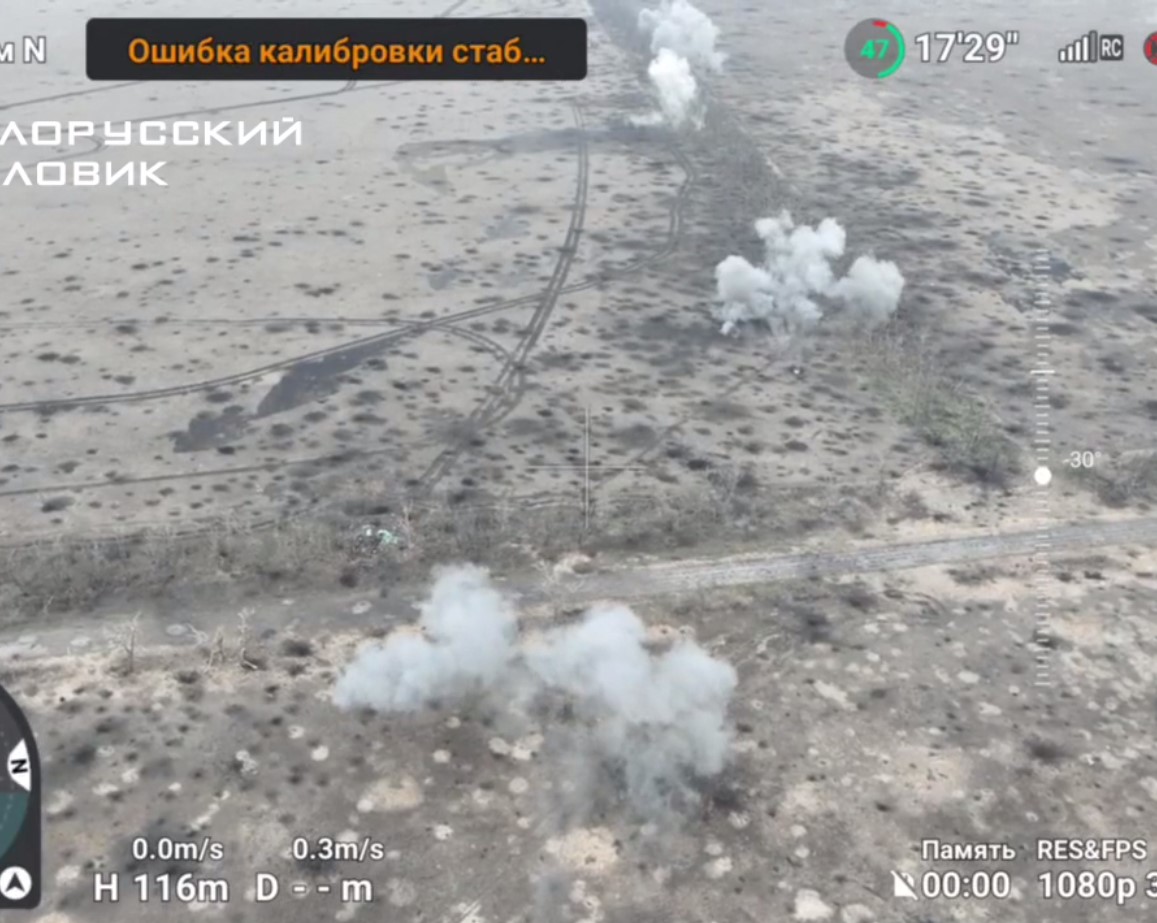 м N
Ошибка калибровки стаб...
47
17'29"
RC
ЛОРУССКИЙ
ЛОВИК
-30°
N
0.0m/s 0.3m/s
H 116m D - - m
Память RES&FPS
00:00 1080p 3